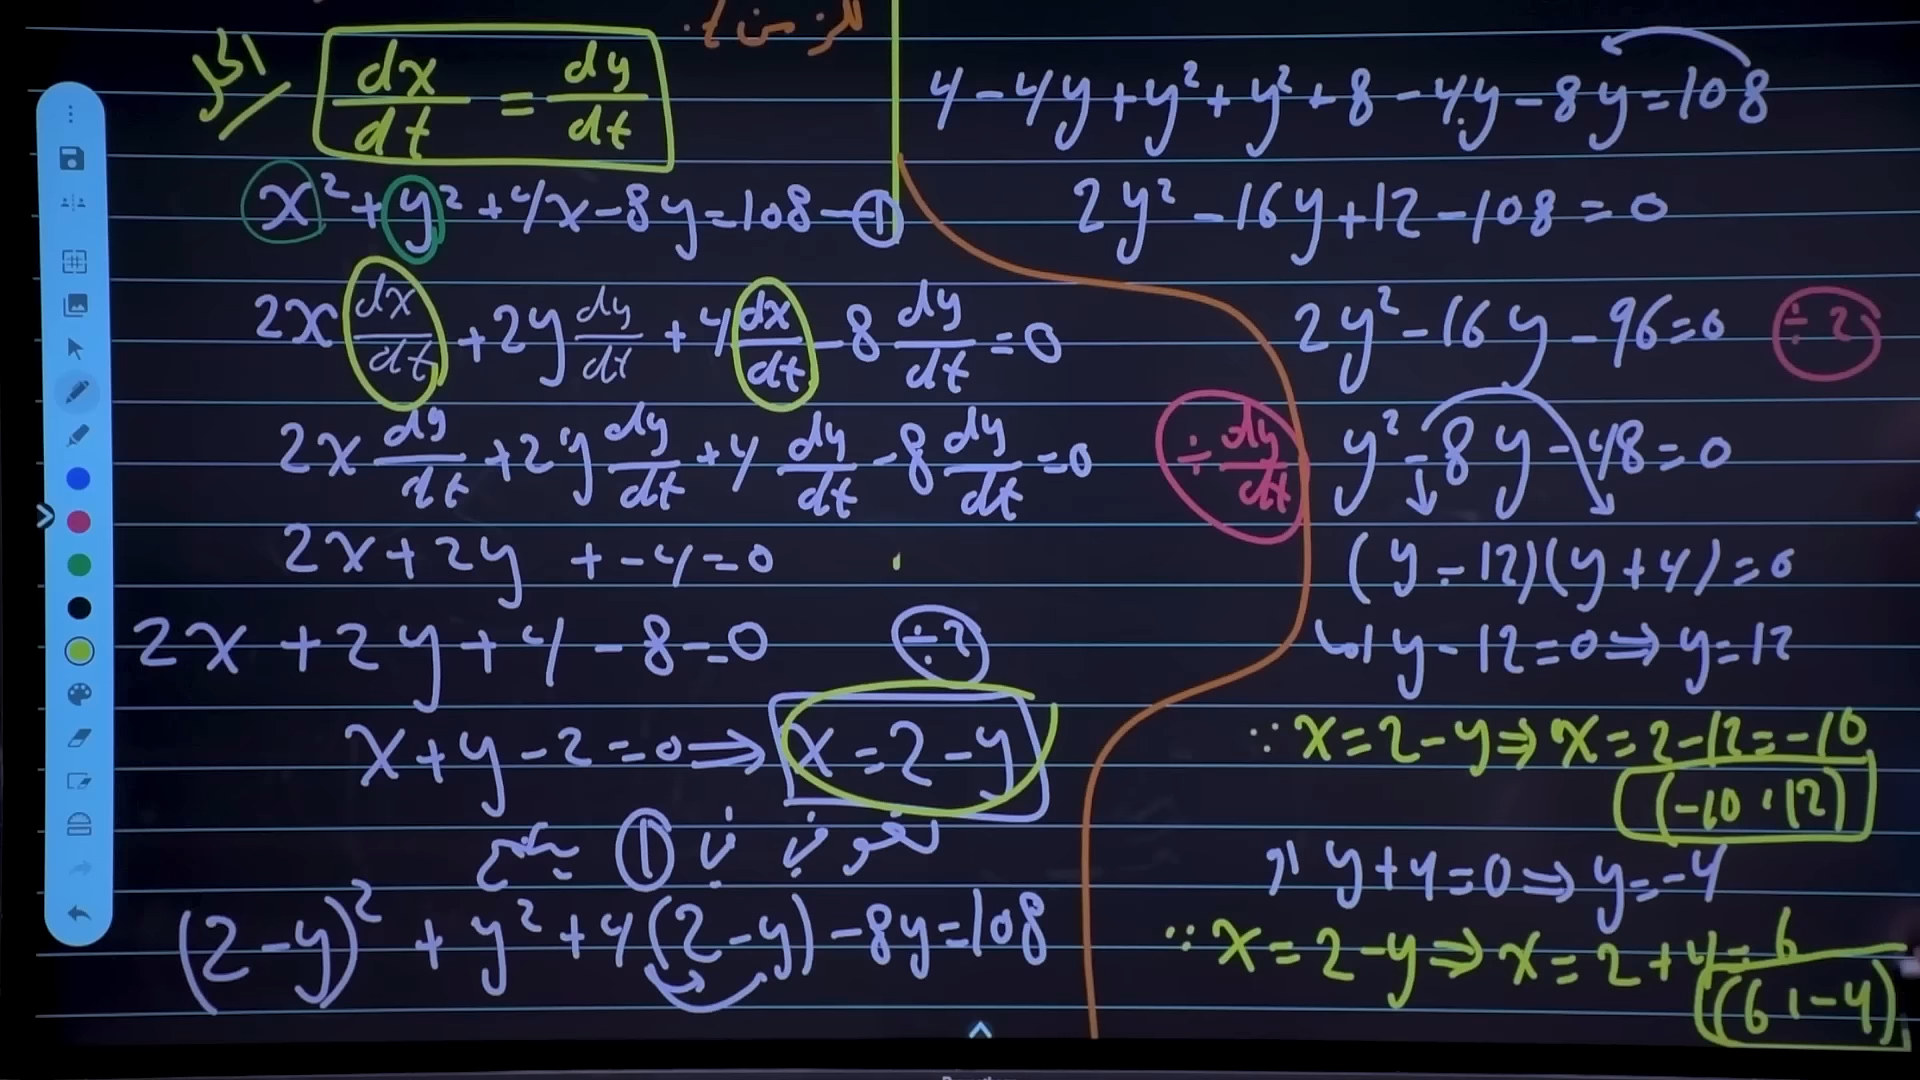 للزمن t.
اذا/ dx/dt = dy/dt
x² + y² + 4x - 8y = 108 — ①
2x dx/dt + 2y dy/dt + 4 dx/dt - 8 dy/dt = 0
2x dy/dt + 2y dy/dt + 4 dy/dt - 8 dy/dt = 0 ÷ dy/dt
2x + 2y + - 4 = 0
2x + 2y + 4 - 8 = 0 ÷2
x + y - 2 = 0 ⇒ x = 2 - y
①
(2-y)² + y² + 4(2-y) - 8y = 108
4 - 4y + y² + y² + 8 - 4y - 8y = 108
2y² - 16y + 12 - 108 = 0
2y² - 16y - 96 = 0 ÷2
y² - 8y - 48 = 0
(y - 12)(y + 4) = 0
اما y - 12 = 0 ⇒ y = 12
∵ x = 2 - y ⇒ x = 2 - 12 = -10
(-10 , 12)
او y + 4 = 0 ⇒ y = -4
∵ x = 2 - y ⇒ x = 2 + 4 = 6
(6 , -4)